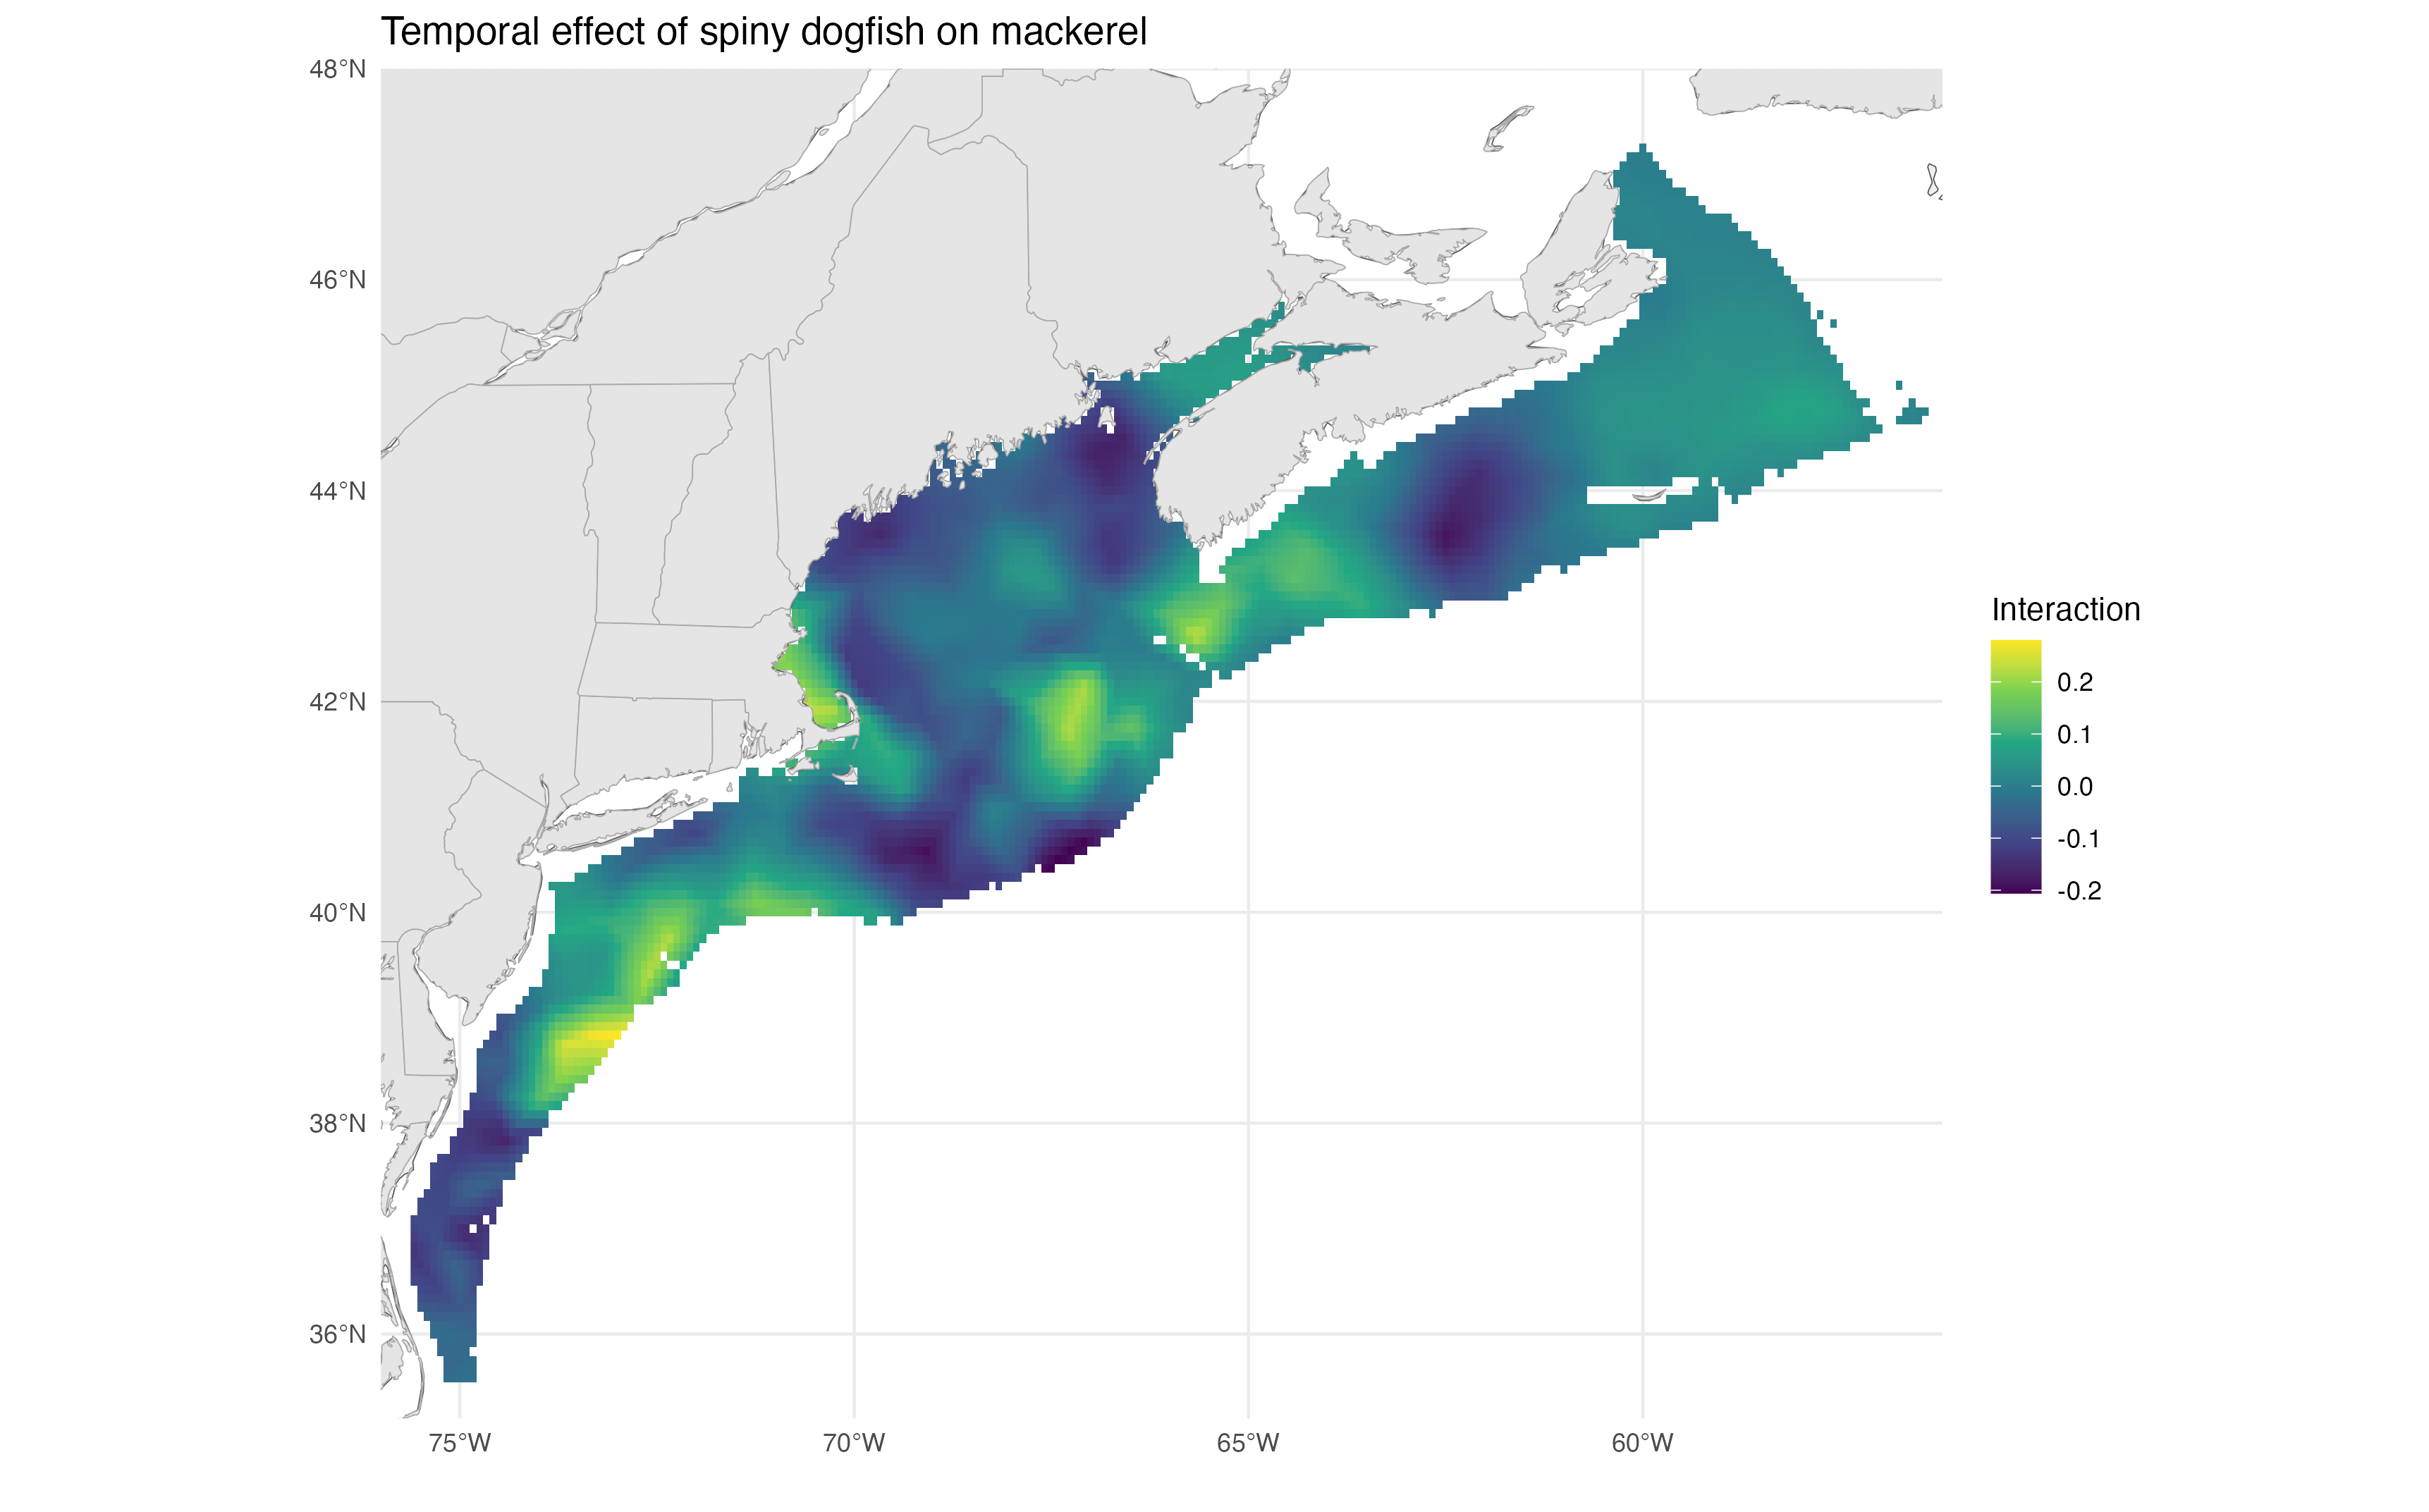 Temporal effect of spiny dogfish on mackerel
48°N
46°N
44°N
42°N
40°N
38°N
36°N
75°W
70°W
65°W
60°W
Interaction
0.2
0.1
0.0
-0.1
-0.2